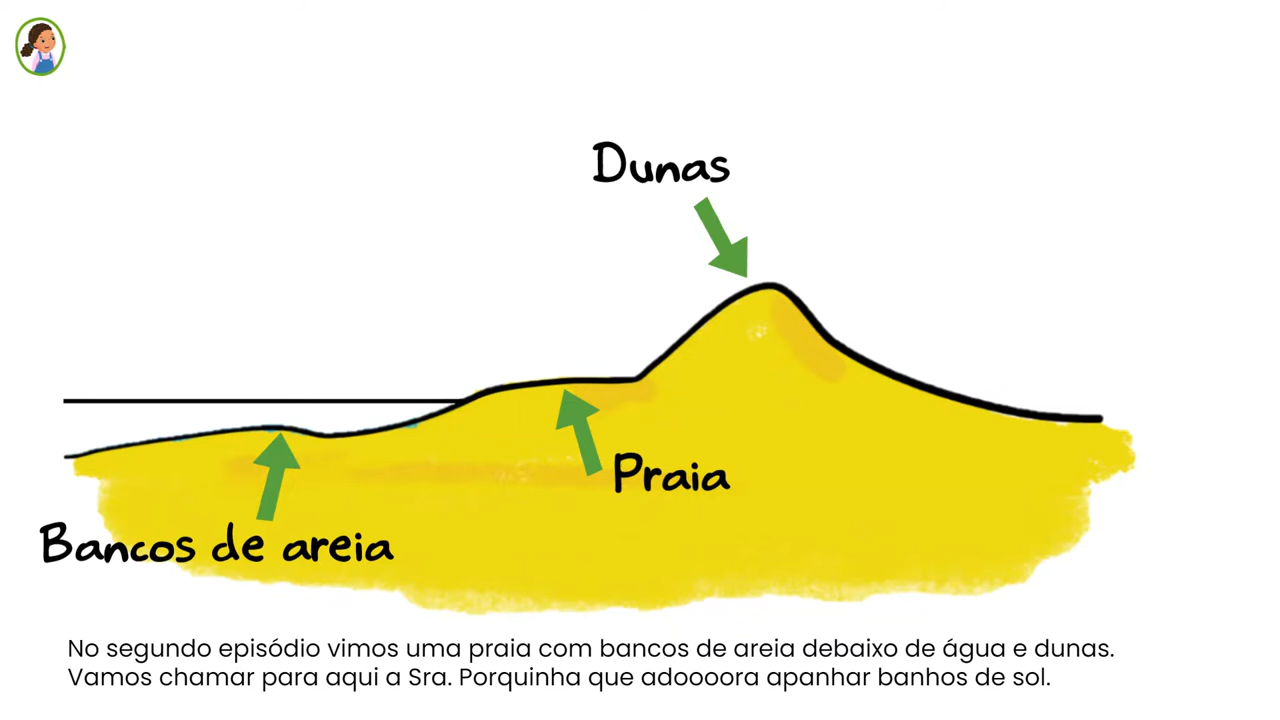 Dunas
Praia
Bancos de areia
No segundo episódio vimos uma praia com bancos de areia debaixo de água e dunas.
Vamos chamar para aqui a Sra. Porquinha que adoooora apanhar banhos de sol.